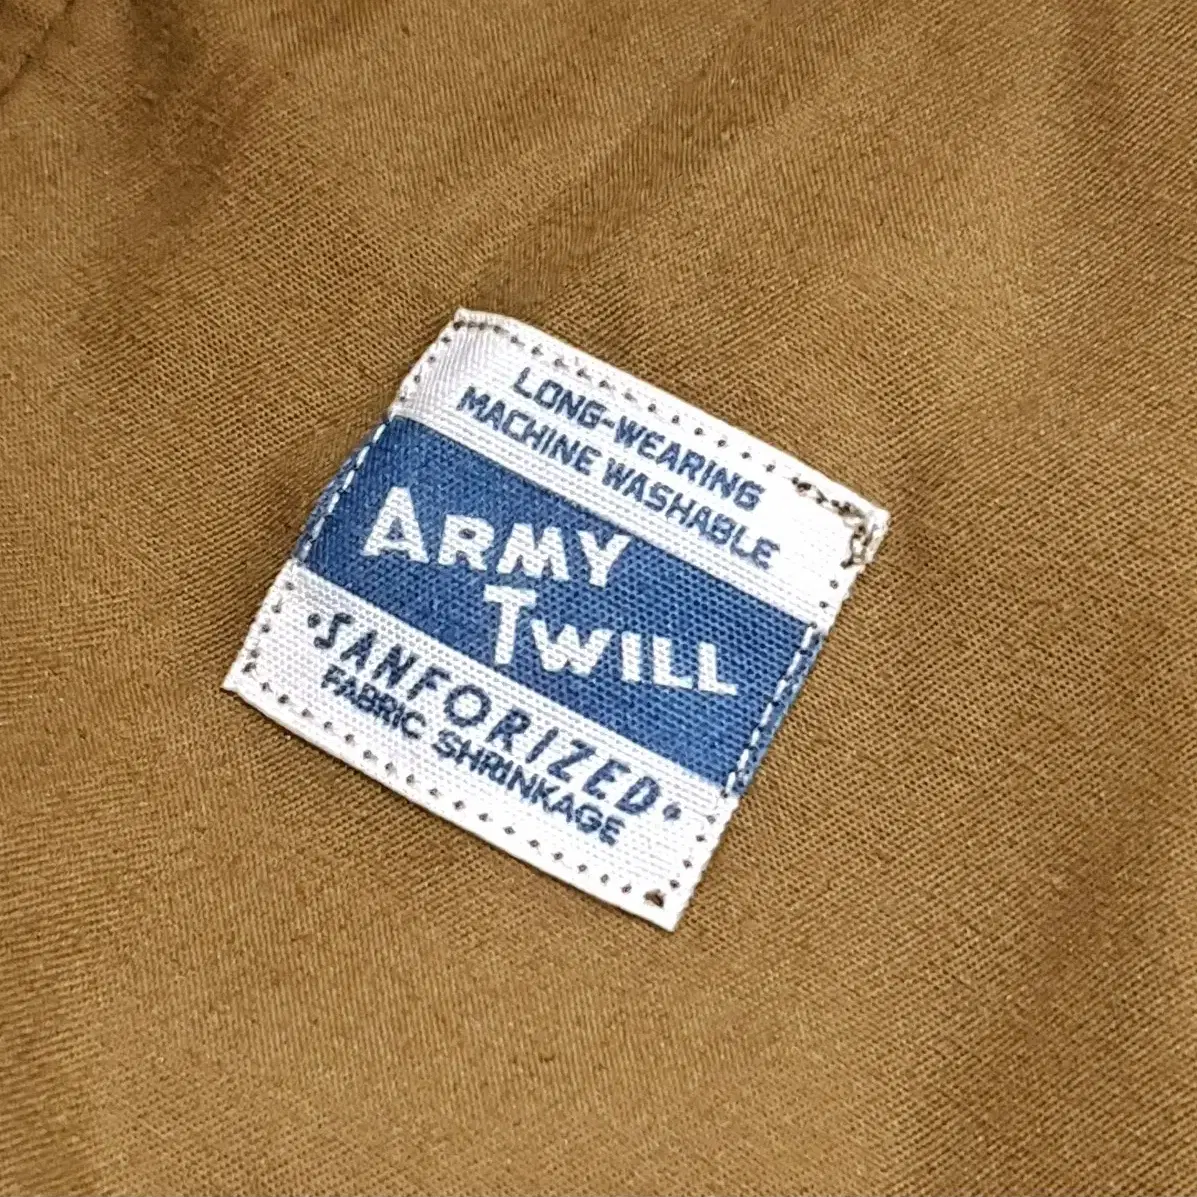 LONG-WEARING
MACHINE WASHABLE
ARMY
TWILL
•SANFORIZED•
FABRIC SHRINKAGE